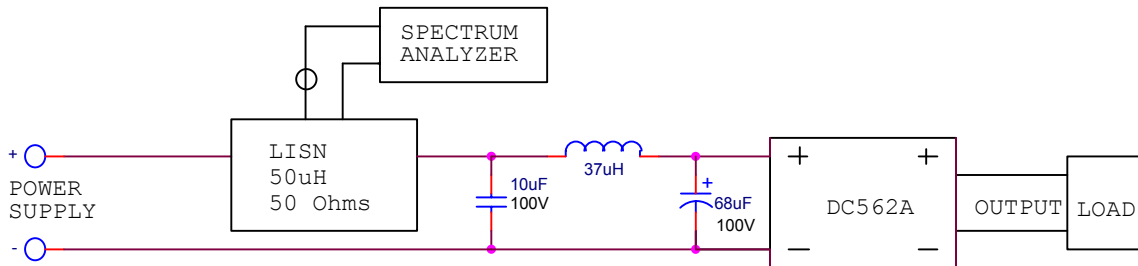 SPECTRUM
ANALYZER
+
POWER
SUPPLY
-
LISN
50uH
50 Ohms
10uF
100V
37uH
+
68uF
100V
+ +
DC562A
- -
OUTPUT
LOAD